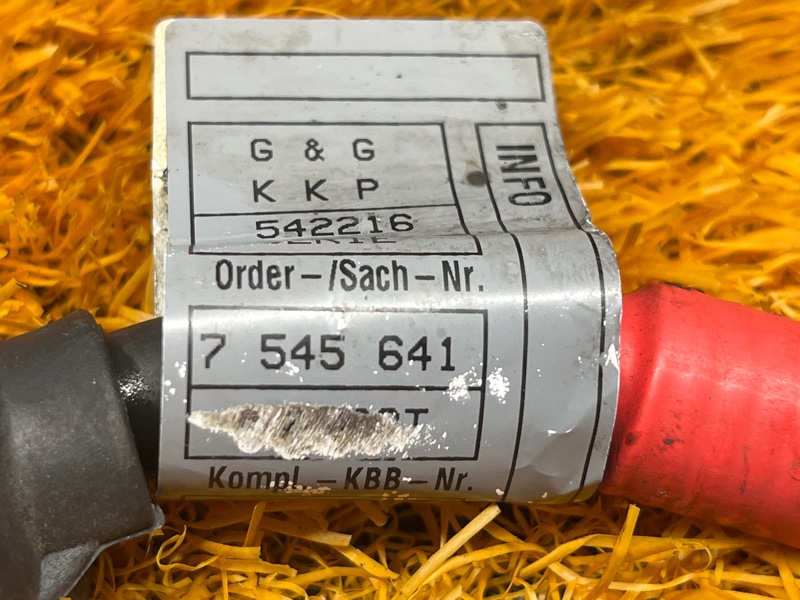 G & G
K K P
INFO
542216
Order-/Sach-Nr.
7 545 641
Kompl.-KBB-Nr.